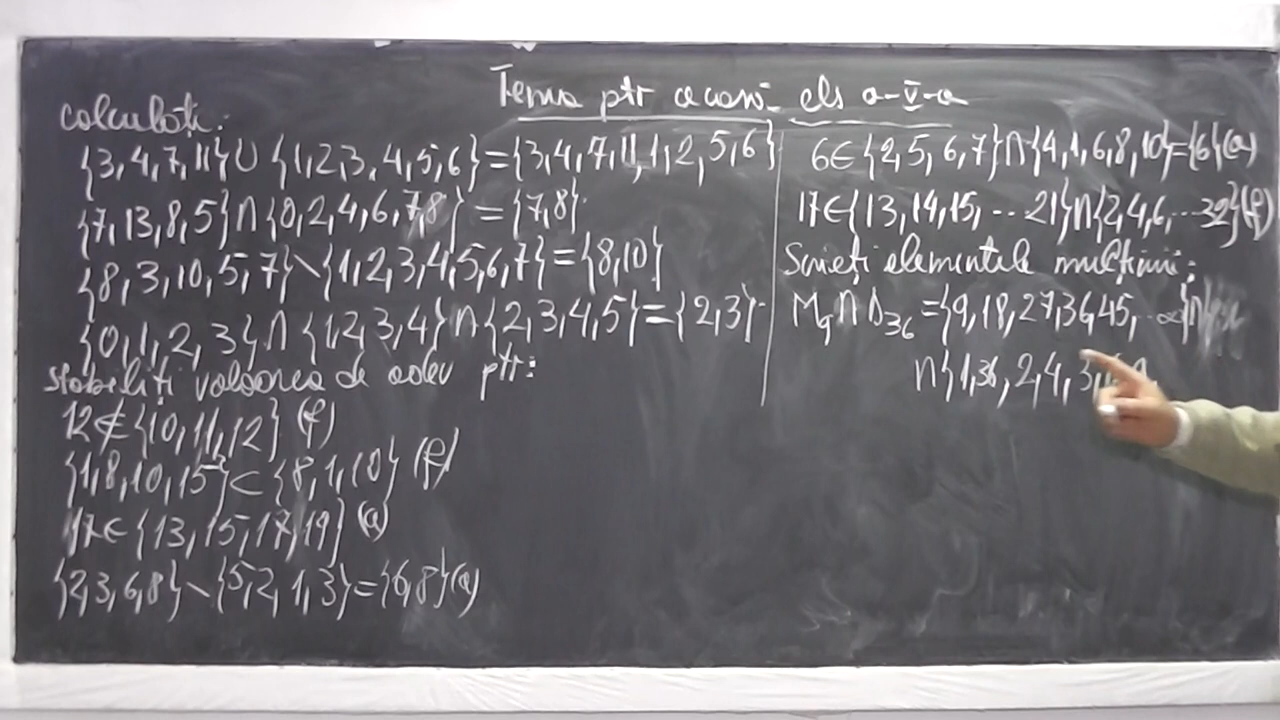 Tema ptr acasă cls a-V-a
Calculați:
{3,4,7,11}∪{1,2,3,4,5,6}={3,4,7,11,1,2,5,6}
{7,13,8,5}∩{0,2,4,6,7,8}={7,8}
{8,3,10,5,7}\{1,2,3,4,5,6,7}={8,10}
{0,1,2,3}∩{1,2,3,4}∩{2,3,4,5}={2,3}
Stabiliți valoarea de adev ptr:
12∉{10,11,12} (f)
{1,8,10,15}⊂{8,1,10} (f)
17∈{13,15,17,19} (a)
{2,3,6,8}\{5,2,1,3}={6,8}(a)
6∈{2,5,6,7}∩{4,1,6,8,10}={6}(a)
17∈{13,14,15,...21}∩{2,4,6,...32}(f)
Scrieți elementele mulțimii:
M₉∩D₃₆={9,18,27,36,45,...∞}∩
∩{1,36,2,4,3,